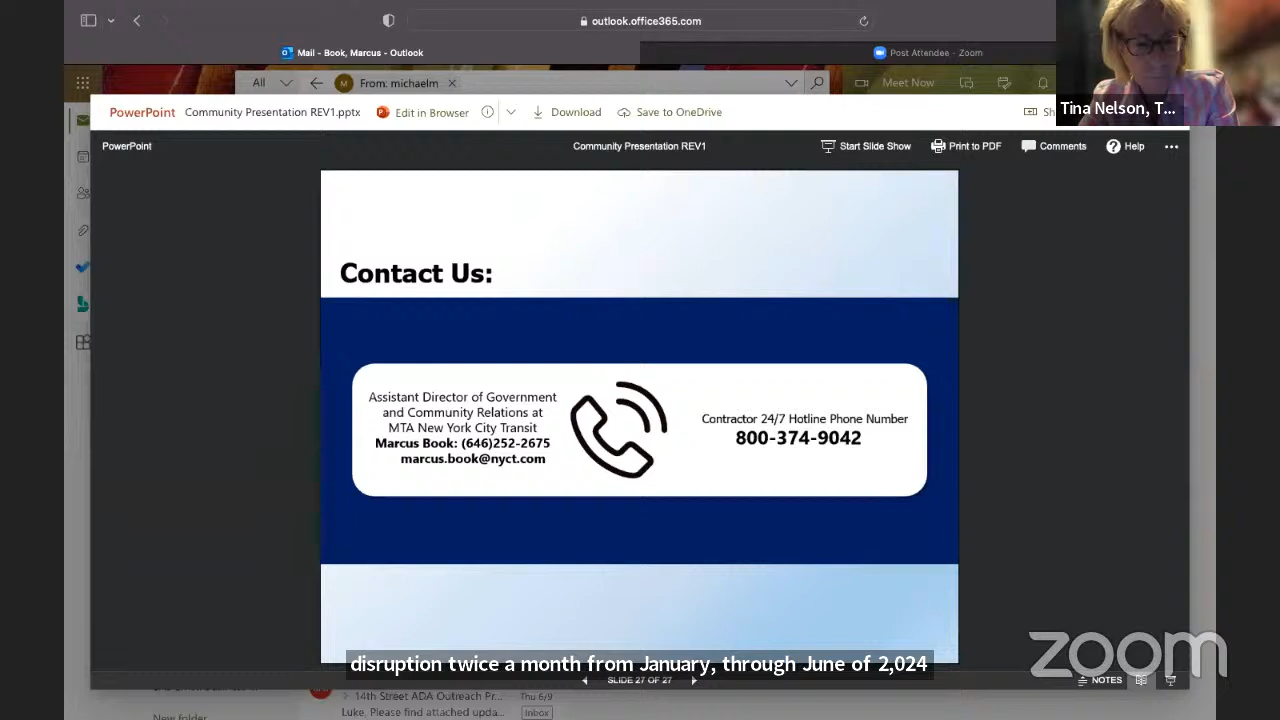 outlook.office365.com
Mail - Book, Marcus - Outlook
Post Attendee - Zoom
All
From: michaelm
Meet Now
M
PowerPoint
Community Presentation REV1.pptx
Edit in Browser
Download
Save to OneDrive
Tina Nelson, T...
PowerPoint
Community Presentation REV1
Start Slide Show
Print to PDF
Comments
Help
Contact Us:
Assistant Director of Government
and Community Relations at
MTA New York City Transit
Marcus Book: (646)252-2675
marcus.book@nyct.com
Contractor 24/7 Hotline Phone Number
800-374-9042
disruption twice a month from January, through June of 2,024
zoom
SLIDE 27 OF 27
NOTES
14th Street ADA Outreach Pr...
Thu 6/9
Luke, Please find attached upda...
Inbox
New folder